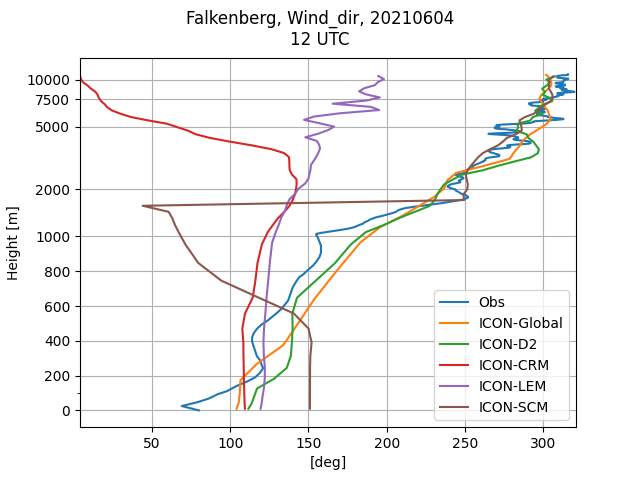 Falkenberg, Wind_dir, 20210604
12 UTC
Height [m]
10000
7500
5000
2000
1000
800
600
400
200
0
50
100
150
200
250
300
[deg]
Obs
ICON-Global
ICON-D2
ICON-CRM
ICON-LEM
ICON-SCM